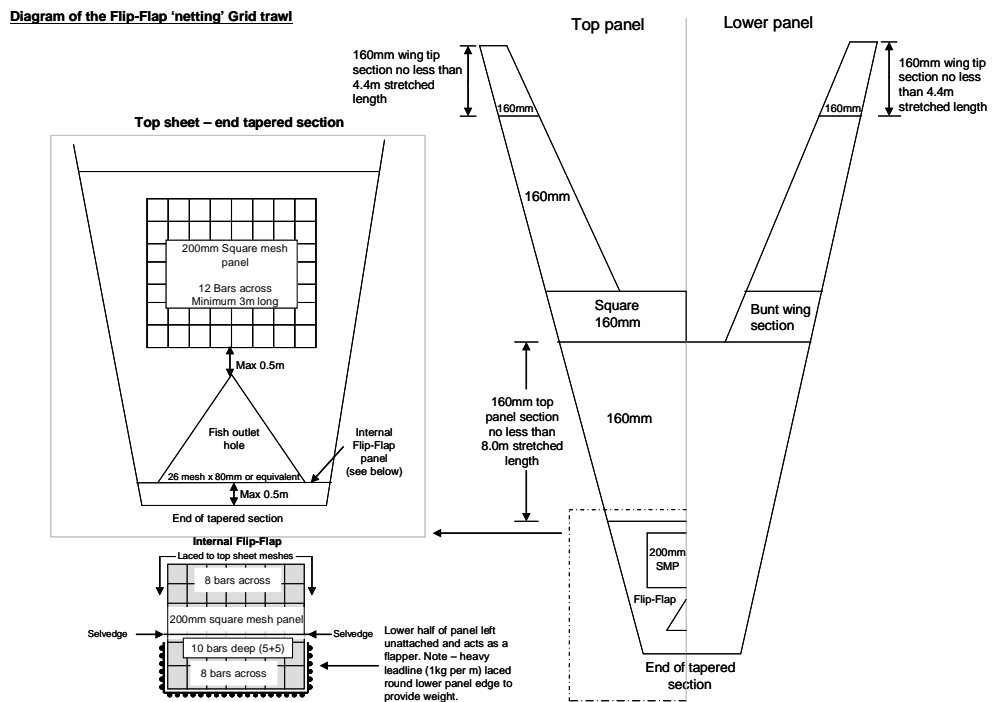 Diagram of the Flip-Flap ‘netting’ Grid trawl
Top panel
Lower panel
160mm wing tip
section no less than
4.4m stretched
length
160mm
160mm
160mm wing tip
section no less
than 4.4m
stretched length
160mm
Square
160mm
Bunt wing
section
160mm top
panel section
no less than
8.0m stretched
length
160mm
200mm
SMP
Flip-Flap
End of tapered
section
Top sheet – end tapered section
200mm Square mesh
panel
12 Bars across
Minimum 3m long
Max 0.5m
Fish outlet
hole
Internal
Flip-Flap
panel
(see below)
26 mesh x 80mm or equivalent
Max 0.5m
End of tapered section
Internal Flip-Flap
Laced to top sheet meshes
8 bars across
200mm square mesh panel
Selvedge
Selvedge
10 bars deep (5+5)
8 bars across
Lower half of panel left
unattached and acts as a
flapper. Note – heavy
leadline (1kg per m) laced
round lower panel edge to
provide weight.